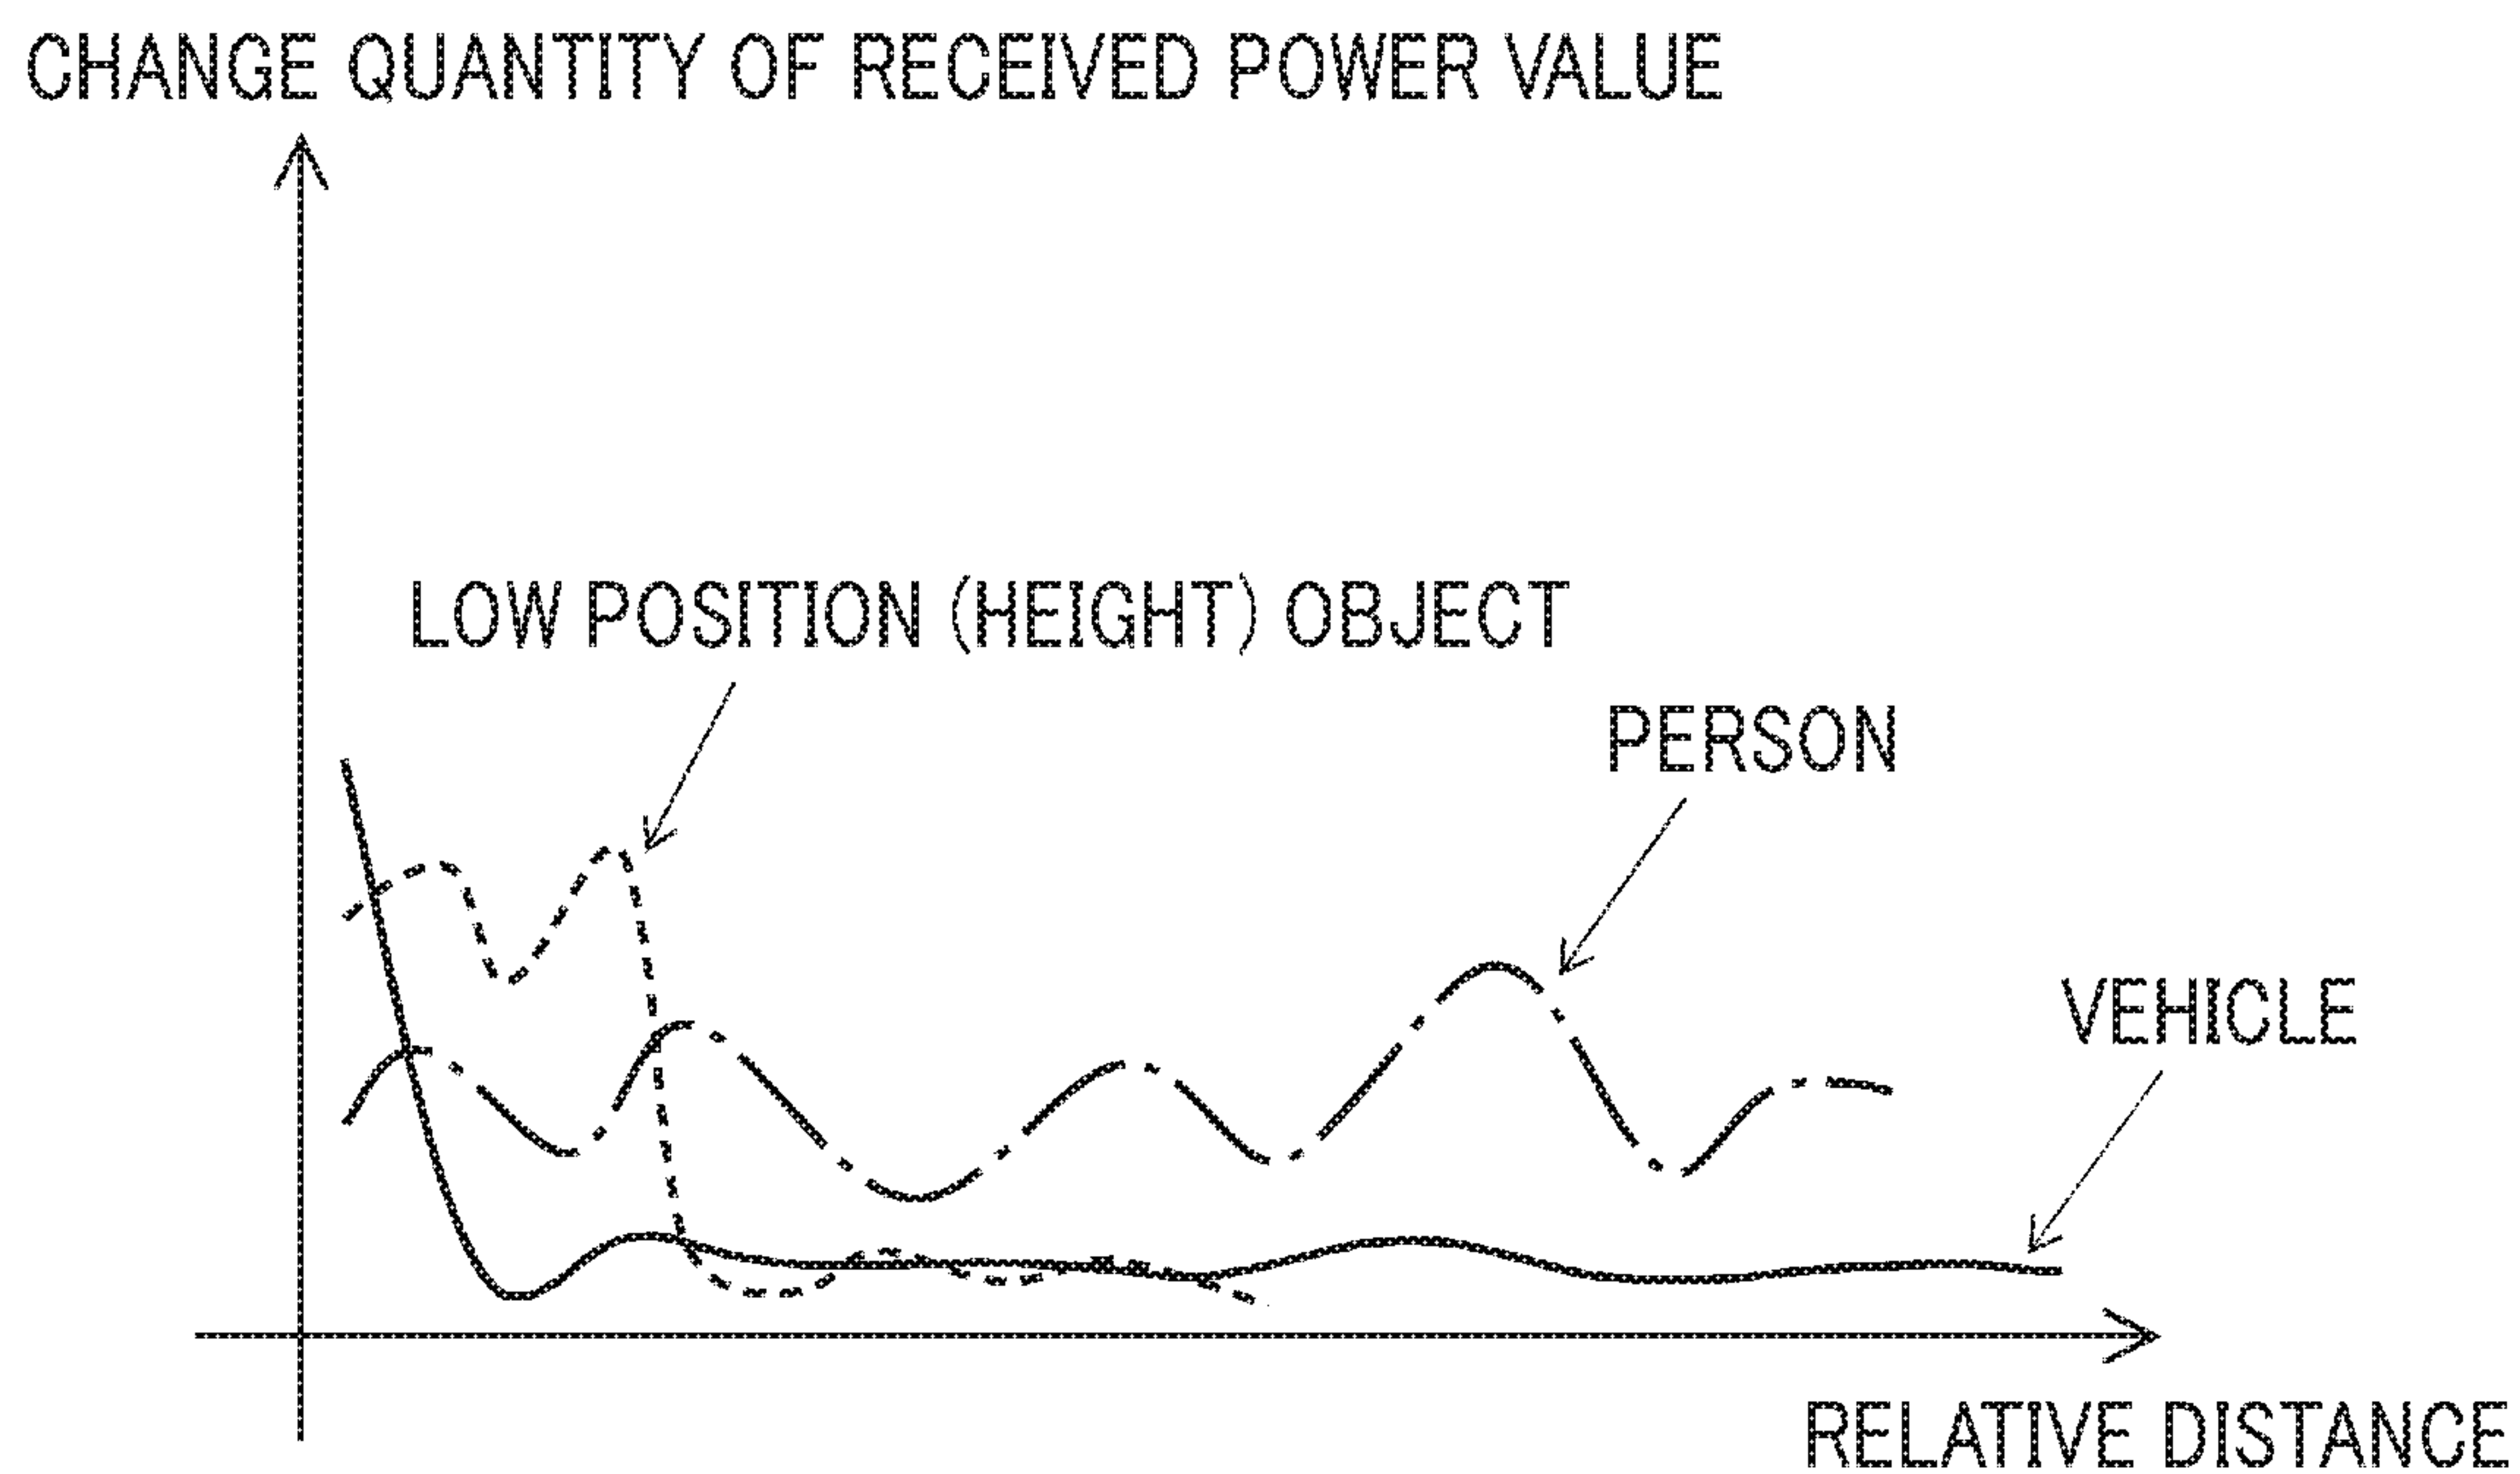 CHANGE QUANTITY OF RECEIVED POWER VALUE
LOW POSITION (HEIGHT) OBJECT
PERSON
VEHICLE
RELATIVE DISTANCE